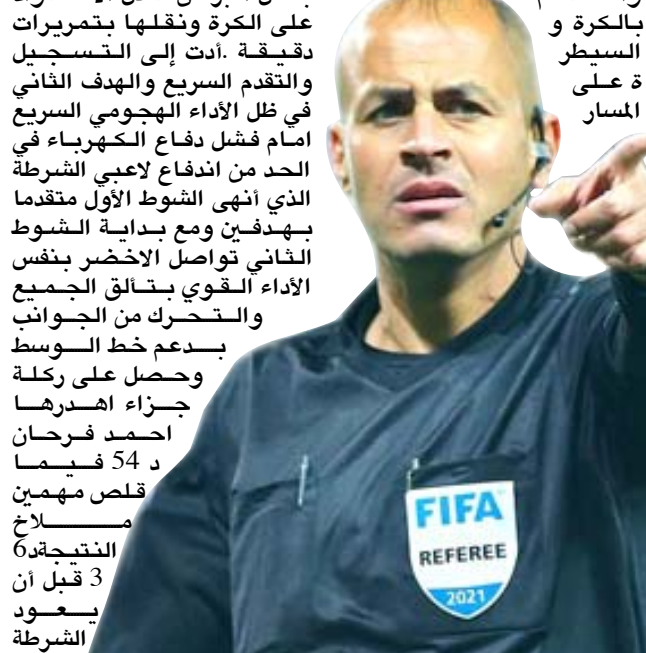 بالكرة و
السيطر
ة على
المسار
على الكرة ونقلها بتمريرات
دقيقة .أدت إلى التسجيل
والتقدم السريع والهدف الثاني
في ظل الأداء الهجومي السريع
امام فشل دفاع الكهرباء في
الحد من اندفاع لاعبي الشرطة
الذي أنهى الشوط الأول متقدما
بهدفين ومع بداية الشوط
الثاني تواصل الاخضر بنفس
الأداء القوي بتألق الجميع
والتحرك من الجوانب
بدعم خط الوسط
وحصل على ركلة
جزاء اهدرها
احمد فرحان
د 54 فيما
قلص مهمين
ملاخ
النتيجةد6
3 قبل أن
يعود
الشرطة
FIFA
REFEREE
2021